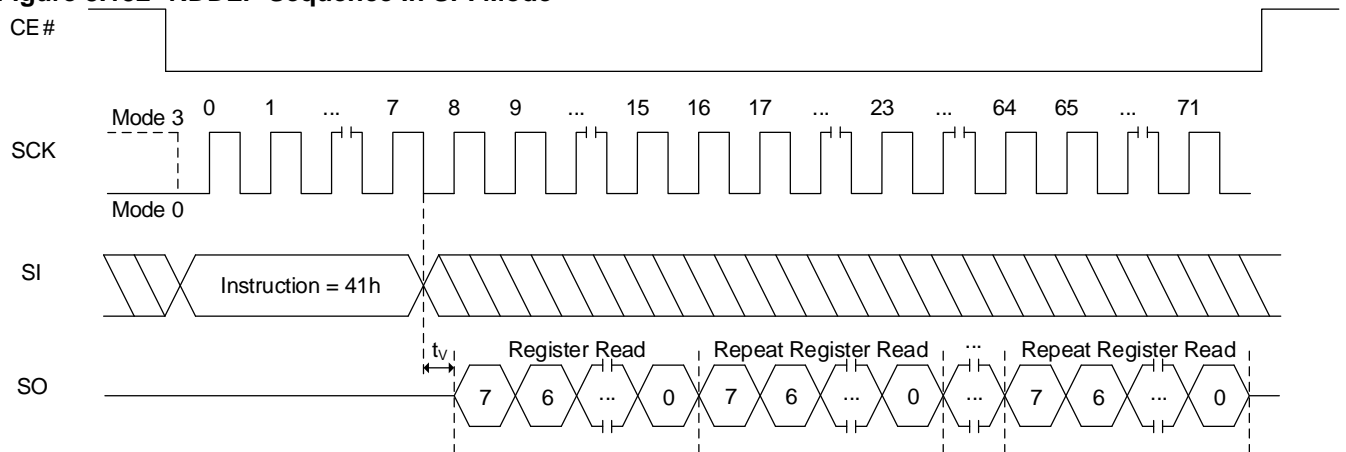 CE#
0 1 ... 7 8 9 ... 15 16 17 ... 23 ... 64 65 ... 71
Mode 3
SCK
Mode 0
SI
Instruction = 41h
tV
Register Read
Repeat Register Read
...
Repeat Register Read
SO
7 6 ... 0 7 6 ... 0 ... 7 6 ... 0